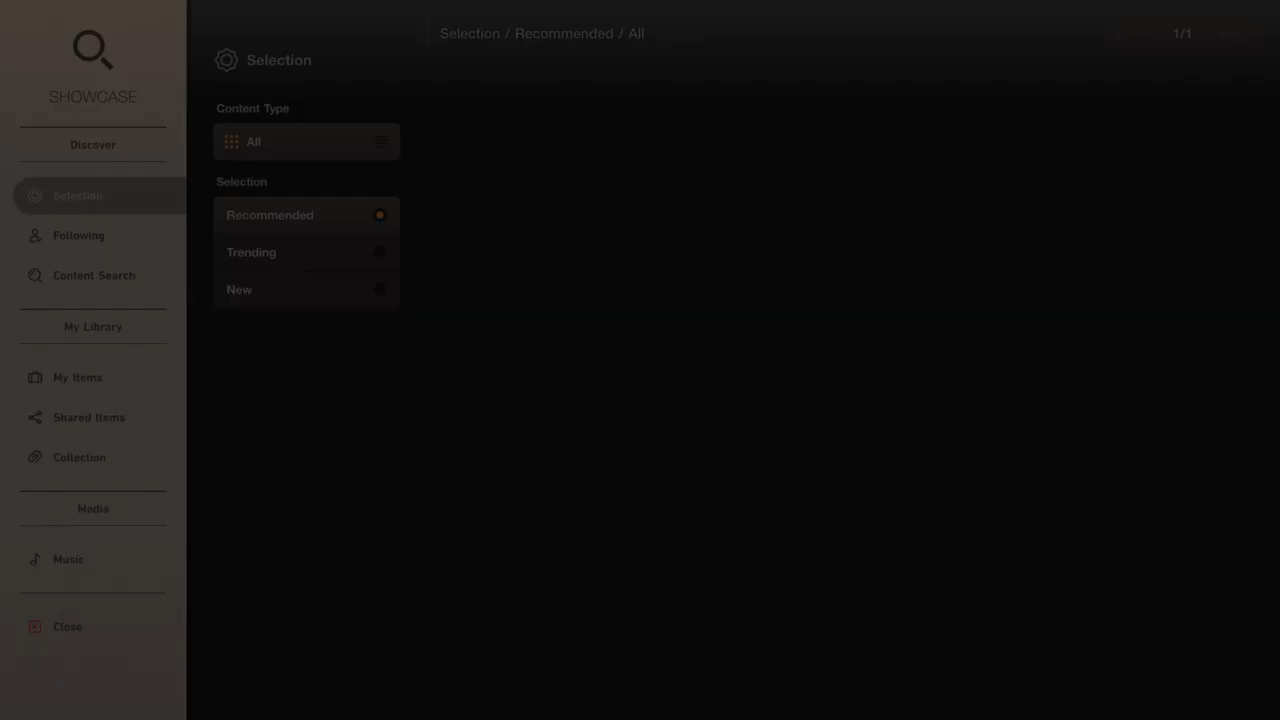 SHOWCASE
Discover
Selection
Following
Content Search
My Library
My Items
Shared Items
Collection
Media
Music
Close
Selection / Recommended / All
1/1
Selection
Content Type
All
Selection
Recommended
Trending
New